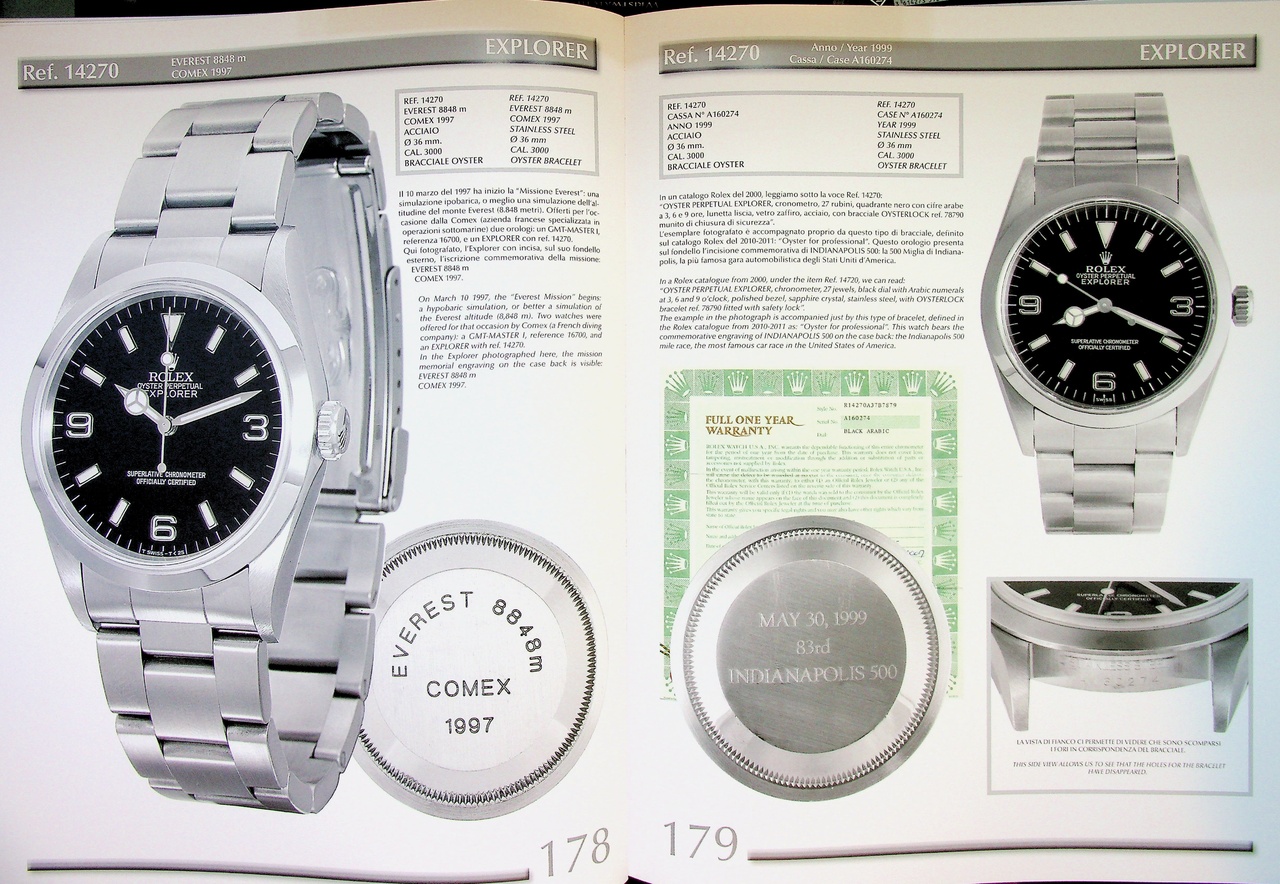 Ref. 14270
EVEREST 8848 m
COMEX 1997
EXPLORER
REF. 14270
EVEREST 8848 m
COMEX 1997
ACCIAIO
Ø 36 mm.
CAL. 3000
BRACCIALE OYSTER
REF. 14270
EVEREST 8848 m
COMEX 1997
STAINLESS STEEL
Ø 36 mm
CAL. 3000
OYSTER BRACELET
Il 10 marzo del 1997 ha inizio la "Missione Everest": una
simulazione ipobarica, o meglio una simulazione dell'al-
titudine del monte Everest (8.848 metri). Offerti per l'oc-
casione dalla Comex (azienda francese specializzata in
operazioni sottomarine) due orologi: un GMT-MASTER I,
referenza 16700, e un EXPLORER con ref. 14270.
Qui fotografato, l'Explorer con incisa, sul suo fondello
esterno, l'iscrizione commemorativa della missione:
EVEREST 8848 m
COMEX 1997.
On March 10 1997, the "Everest Mission" begins:
a hypobaric simulation, or better a simulation of
the Everest altitude (8,848 m). Two watches were
offered for that occasion by Comex (a French diving
company): a GMT-MASTER I, reference 16700, and
an EXPLORER with ref. 14270.
In the Explorer photographed here, the mission
memorial engraving on the case back is visible:
EVEREST 8848 m
COMEX 1997.
ROLEX
OYSTER PERPETUAL
EXPLORER
9
3
SUPERLATIVE CHRONOMETER
OFFICIALLY CERTIFIED
6
T SWISS - T < 25
EVEREST 8848m
COMEX
1997
178
Ref. 14270
Anno / Year 1999
Cassa / Case A160274
EXPLORER
REF. 14270
CASSA N° A160274
ANNO 1999
ACCIAIO
Ø 36 mm.
CAL. 3000
BRACCIALE OYSTER
REF. 14270
CASE N° A160274
YEAR 1999
STAINLESS STEEL
Ø 36 mm
CAL. 3000
OYSTER BRACELET
In un catalogo Rolex del 2000, leggiamo sotto la voce Ref. 14270:
"OYSTER PERPETUAL EXPLORER, cronometro, 27 rubini, quadrante nero con cifre arabe
a 3, 6 e 9 ore, lunetta liscia, vetro zaffiro, acciaio, con bracciale OYSTERLOCK ref. 78790
munito di chiusura di sicurezza".
L'esemplare fotografato è accompagnato proprio da questo tipo di bracciale, definito
sul catalogo Rolex del 2010-2011: "Oyster for professional". Questo orologio presenta
sul fondello l'incisione commemorativa di INDIANAPOLIS 500: la 500 Miglia di Indiana-
polis, la più famosa gara automobilistica degli Stati Uniti d'America.
In a Rolex catalogue from 2000, under the item Ref. 14720, we can read:
"OYSTER PERPETUAL EXPLORER, chronometer, 27 jewels, black dial with Arabic numerals
at 3, 6 and 9 o'clock, polished bezel, sapphire crystal, stainless steel, with OYSTERLOCK
bracelet ref. 78790 fitted with safety lock".
The example in the photograph is accompanied just by this type of bracelet, defined in
the Rolex catalogue from 2010-2011 as: "Oyster for professional". This watch bears the
commemorative engraving of INDIANAPOLIS 500 on the case back: the Indianapolis 500
mile race, the most famous car race in the United States of America.
ROLEX
OYSTER PERPETUAL
EXPLORER
9
3
SUPERLATIVE CHRONOMETER
OFFICIALLY CERTIFIED
6
SWISS
FULL ONE YEAR
WARRANTY
Style No. R14270A37B7879
Serial No. A160274
Dial: BLACK ARABIC
MAY 30, 1999
83rd
INDIANAPOLIS 500
SUPERLATIVE CHRONOMETER
OFFICIALLY CERTIFIED
LA VISTA DI FIANCO CI PERMETTE DI VEDERE CHE SONO SCOMPARSI
I FORI IN CORRISPONDENZA DEL BRACCIALE.
THIS SIDE VIEW ALLOWS US TO SEE THAT THE HOLES FOR THE BRACELET
HAVE DISAPPEARED.
179